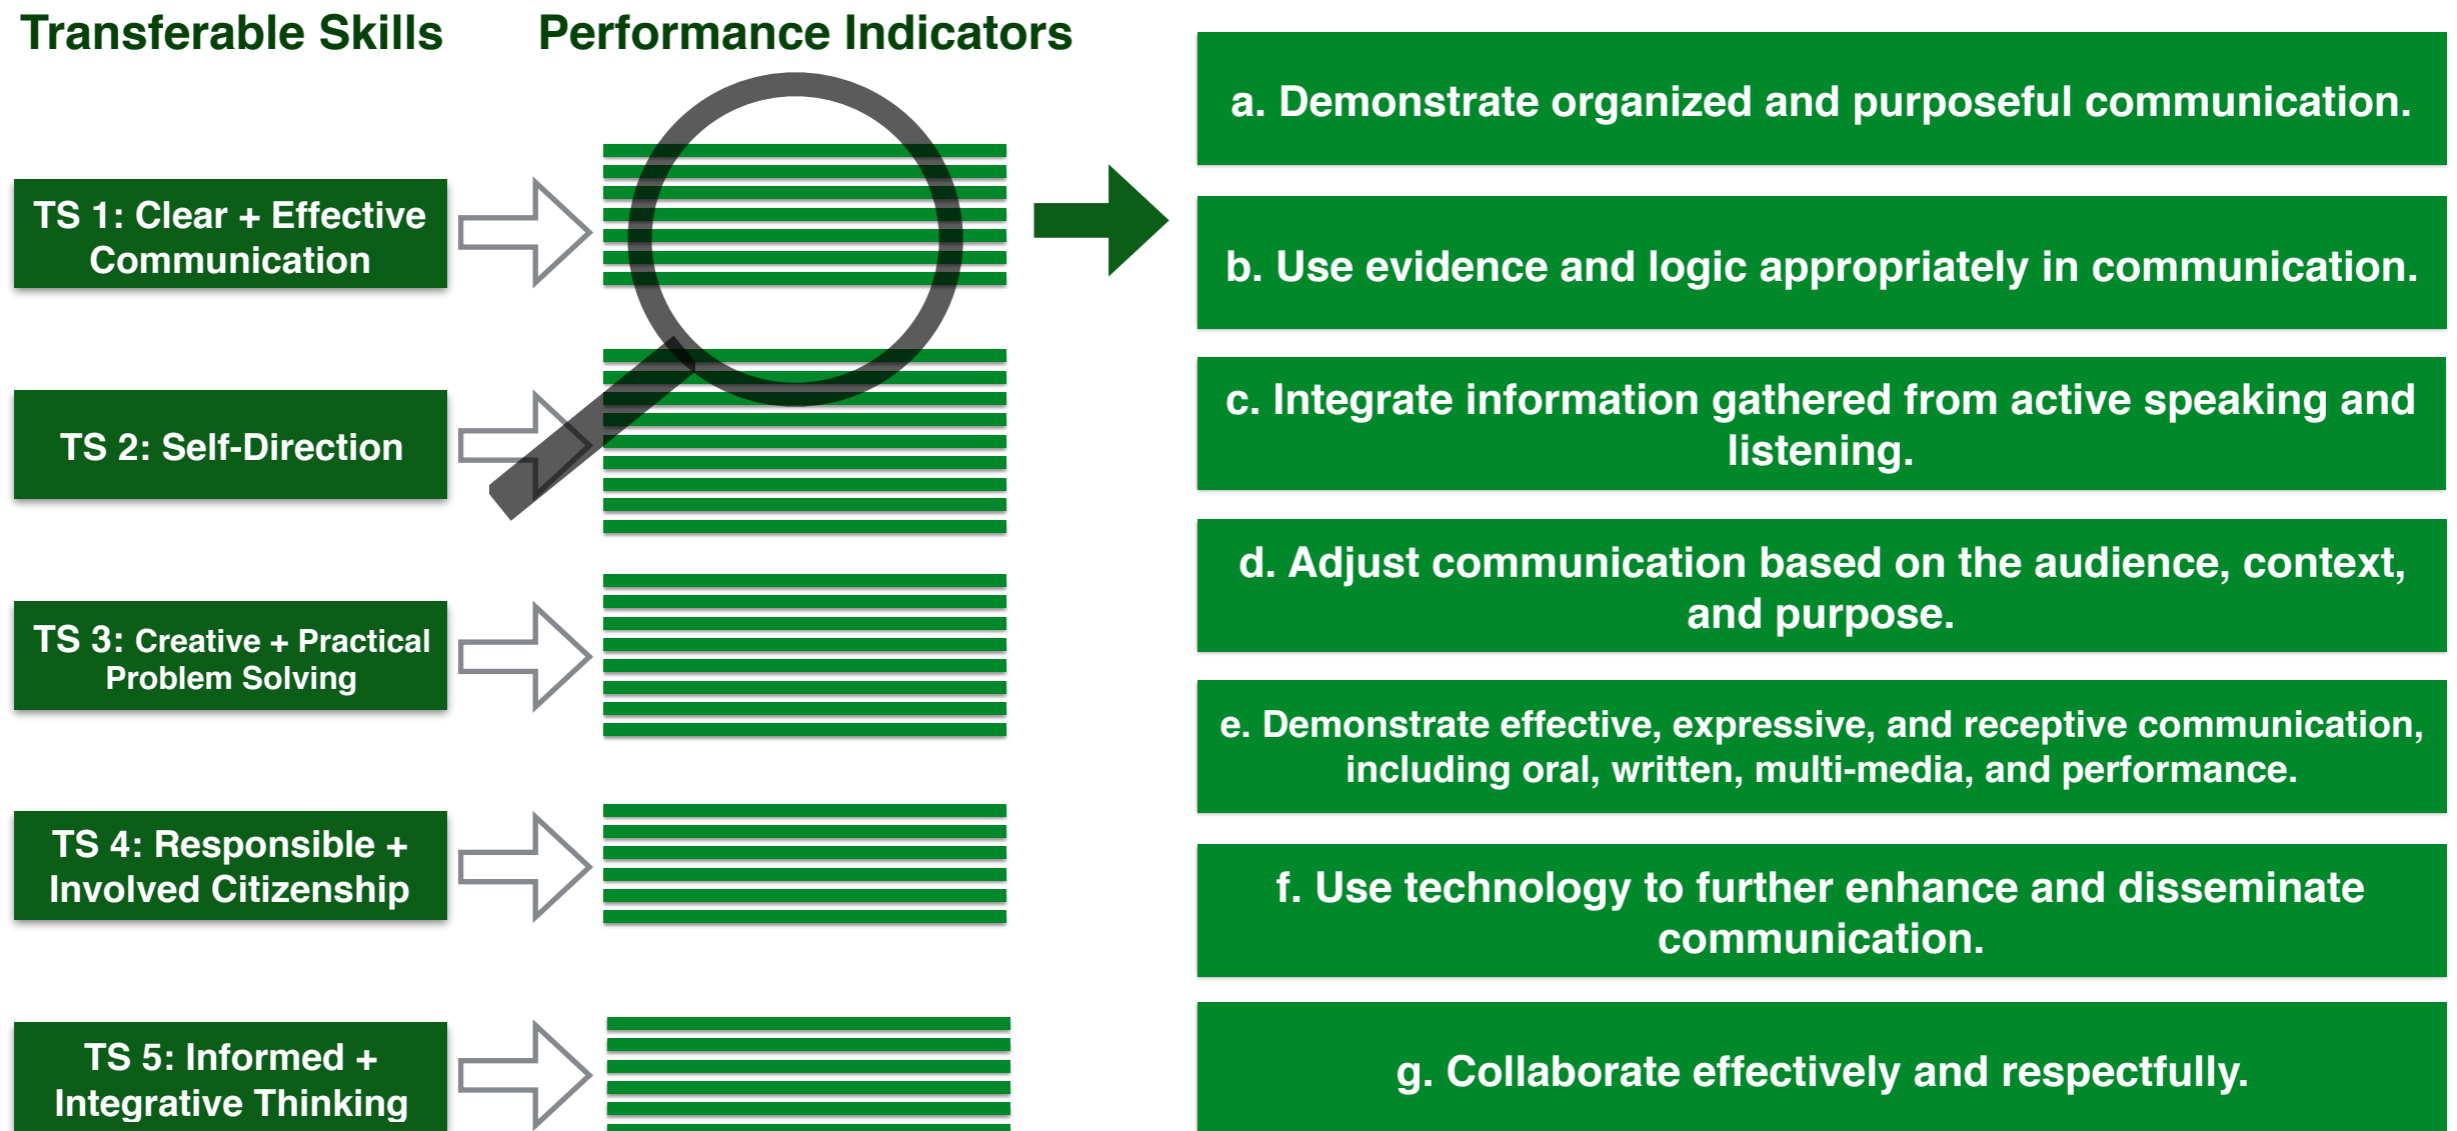 Transferable Skills
Performance Indicators
TS 1: Clear + Effective
Communication
TS 2: Self-Direction
TS 3: Creative + Practical
Problem Solving
TS 4: Responsible +
Involved Citizenship
TS 5: Informed +
Integrative Thinking
a. Demonstrate organized and purposeful communication.
b. Use evidence and logic appropriately in communication.
c. Integrate information gathered from active speaking and
listening.
d. Adjust communication based on the audience, context,
and purpose.
e. Demonstrate effective, expressive, and receptive communication,
including oral, written, multi-media, and performance.
f. Use technology to further enhance and disseminate
communication.
g. Collaborate effectively and respectfully.